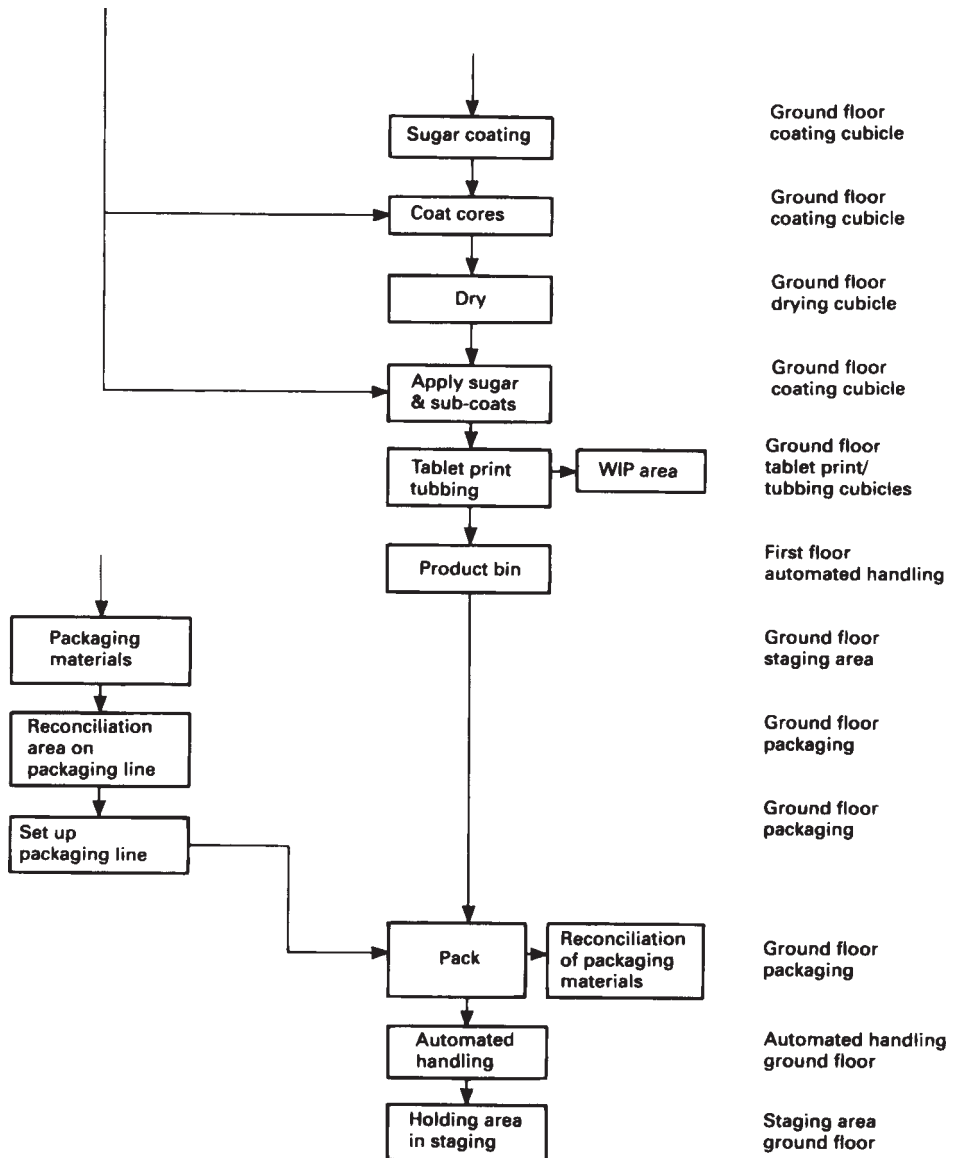 Sugar coating
Ground floor
coating cubicle
Coat cores
Ground floor
coating cubicle
Dry
Ground floor
drying cubicle
Apply sugar
& sub-coats
Ground floor
coating cubicle
Tablet print
tubbing
WIP area
Ground floor
tablet print/
tubbing cubicles
Product bin
First floor
automated handling
Packaging
materials
Ground floor
staging area
Reconciliation
area on
packaging line
Ground floor
packaging
Set up
packaging line
Ground floor
packaging
Pack
Reconciliation
of packaging
materials
Ground floor
packaging
Automated
handling
Automated handling
ground floor
Holding area
in staging
Staging area
ground floor